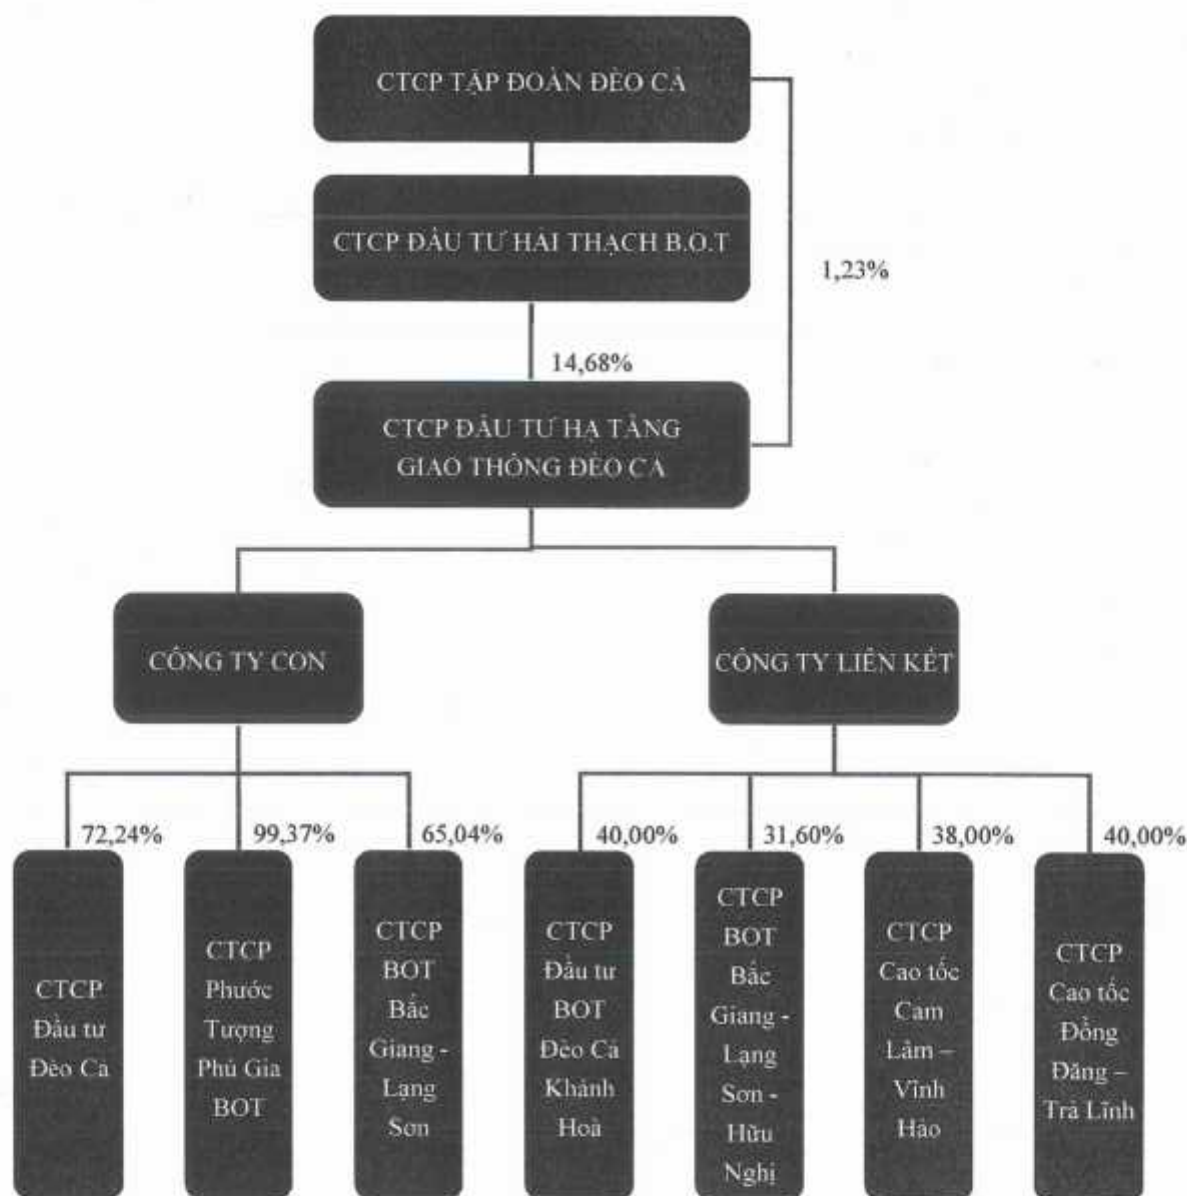 CTCP TẬP ĐOÀN ĐÈO CẢ
CTCP ĐẦU TƯ HẢI THẠCH B.O.T
1,23%
14,68%
CTCP ĐẦU TƯ HẠ TẦNG
GIAO THÔNG ĐÈO CẢ
CÔNG TY CON
CÔNG TY LIÊN KẾT
72,24%
99,37%
65,04%
40,00%
31,60%
38,00%
40,00%
CTCP
Đầu tư
Đèo Cả
CTCP
Phước
Tượng
Phú Gia
BOT
CTCP
BOT
Bắc
Giang -
Lạng
Sơn
CTCP
Đầu tư
BOT
Đèo Cả
Khánh
Hoà
CTCP
BOT
Bắc
Giang -
Lạng
Sơn -
Hữu
Nghị
CTCP
Cao tốc
Cam
Lâm –
Vĩnh
Hảo
CTCP
Cao tốc
Đồng
Đăng –
Trà Lĩnh